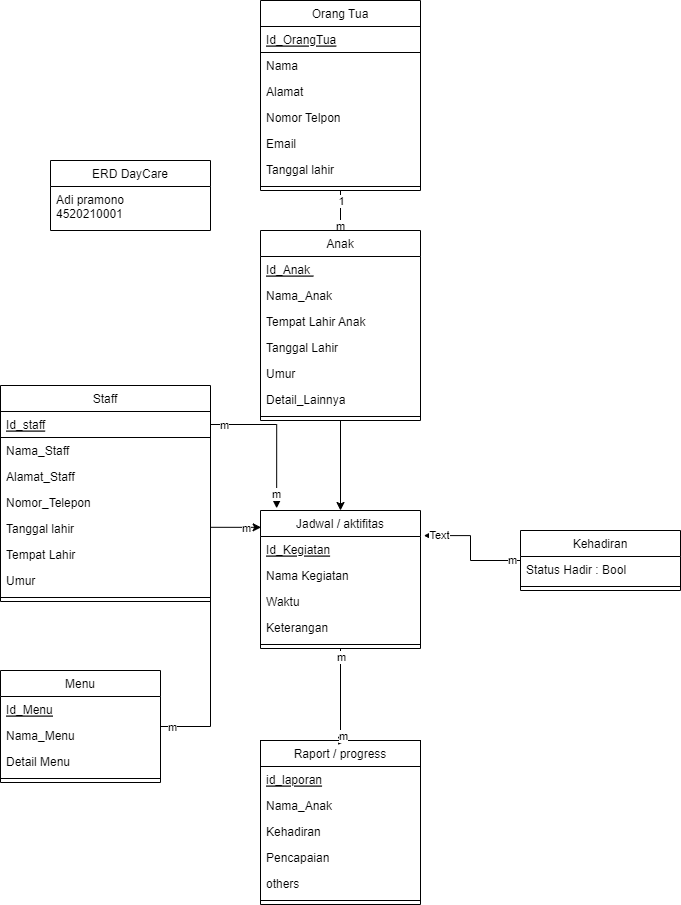 Orang Tua
Id_OrangTua
Nama
Alamat
Nomor Telpon
Email
Tanggal lahir
1
m
ERD DayCare
Adi pramono
4520210001
Anak
Id_Anak
Nama_Anak
Tempat Lahir Anak
Tanggal Lahir
Umur
Detail_Lainnya
Staff
Id_staff
Nama_Staff
Alamat_Staff
Nomor_Telepon
Tanggal lahir
Tempat Lahir
Umur
m
m
m
Jadwal / aktifitas
Id_Kegiatan
Nama Kegiatan
Waktu
Keterangan
Text
m
Kehadiran
Status Hadir : Bool
Menu
Id_Menu
Nama_Menu
Detail Menu
m
m
m
Raport / progress
id_laporan
Nama_Anak
Kehadiran
Pencapaian
others